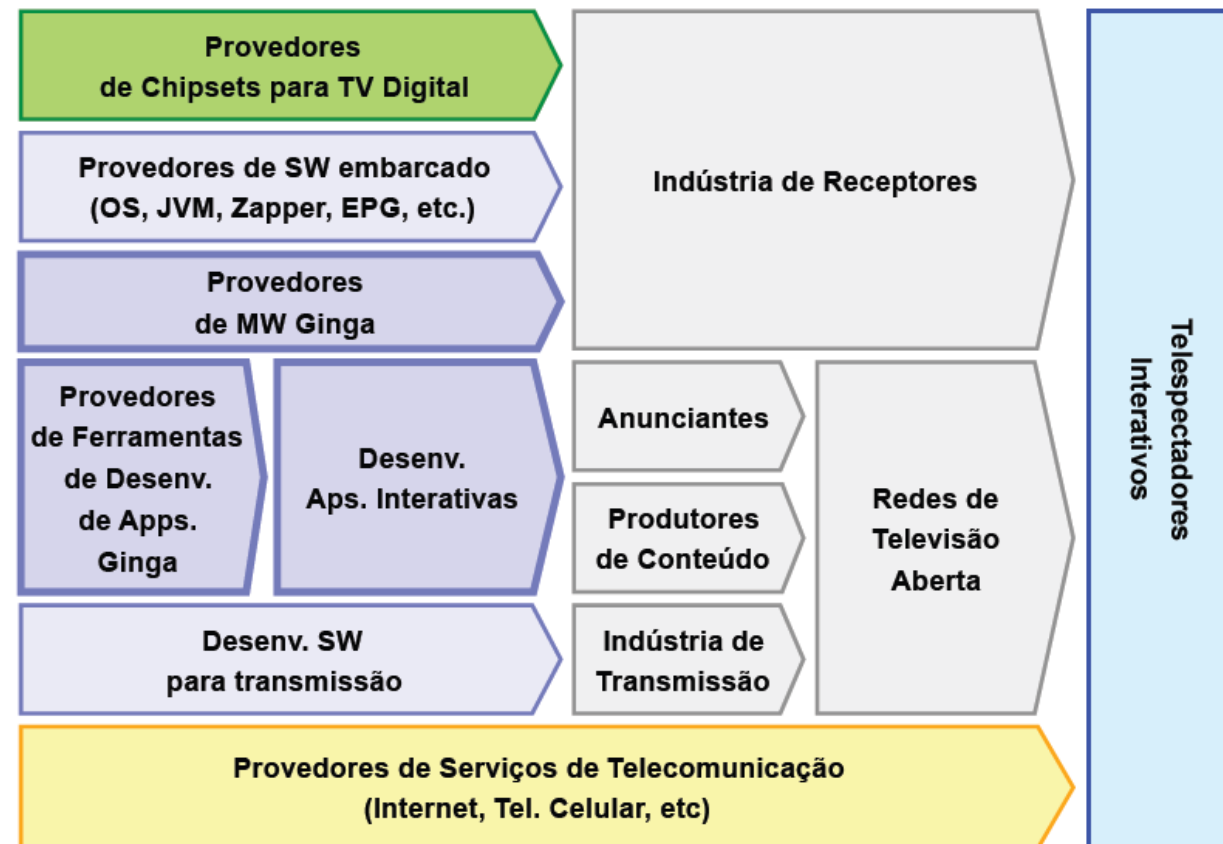 Provedores
de Chipsets para TV Digital
Provedores de SW embarcado
(OS, JVM, Zapper, EPG, etc.)
Indústria de Receptores
Provedores
de MW Ginga
Provedores
de Ferramentas
de Desenv.
de Apps.
Ginga
Desenv.
Aps. Interativas
Anunciantes
Produtores
de Conteúdo
Redes de
Televisão
Aberta
Desenv. SW
para transmissão
Indústria de
Transmissão
Provedores de Serviços de Telecomunicação
(Internet, Tel. Celular, etc)
Telespectadores
Interativos